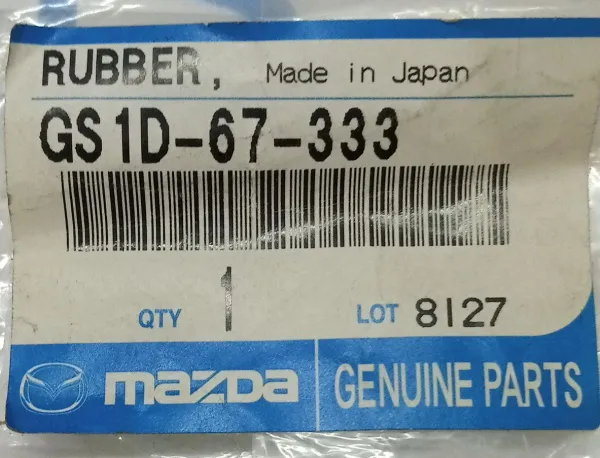 RUBBER, Made in Japan
GS1D-67-333
QTY 1 LOT 8127
mazda GENUINE PARTS